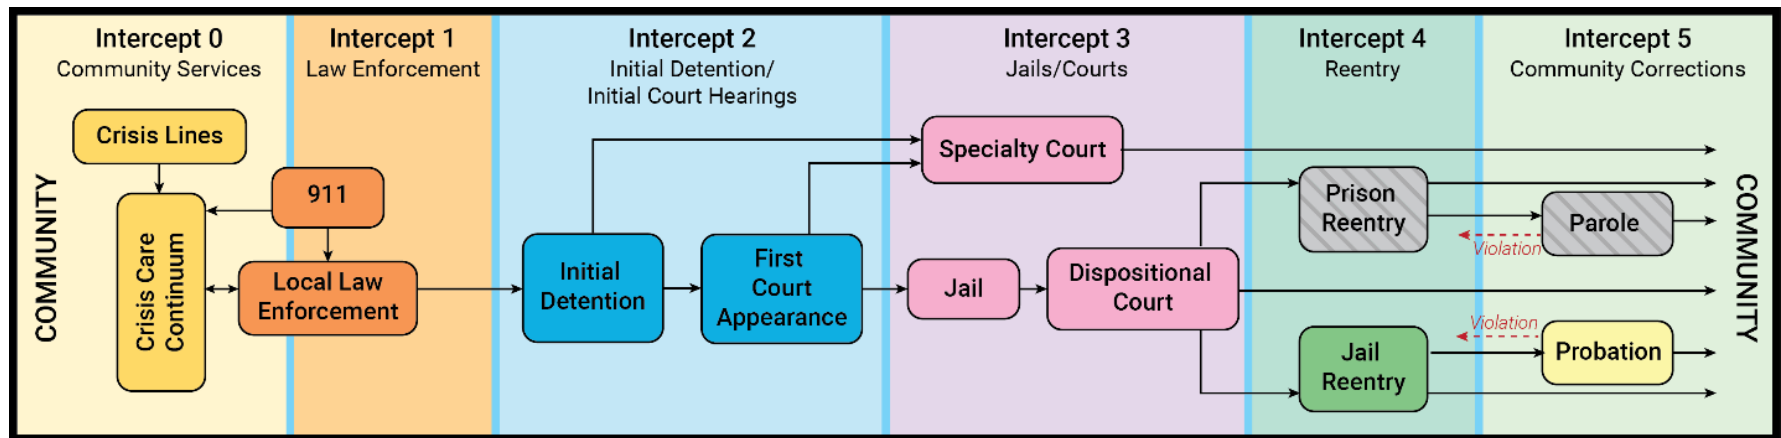 Intercept 0
Community Services
Intercept 1
Law Enforcement
Intercept 2
Initial Detention/
Initial Court Hearings
Intercept 3
Jails/Courts
Intercept 4
Reentry
Intercept 5
Community Corrections
COMMUNITY
Crisis Lines
Crisis Care
Continuum
911
Local Law
Enforcement
Initial
Detention
First
Court
Appearance
Specialty Court
Jail
Dispositional
Court
Prison
Reentry
Parole
Violation
Jail
Reentry
Violation
Probation
COMMUNITY